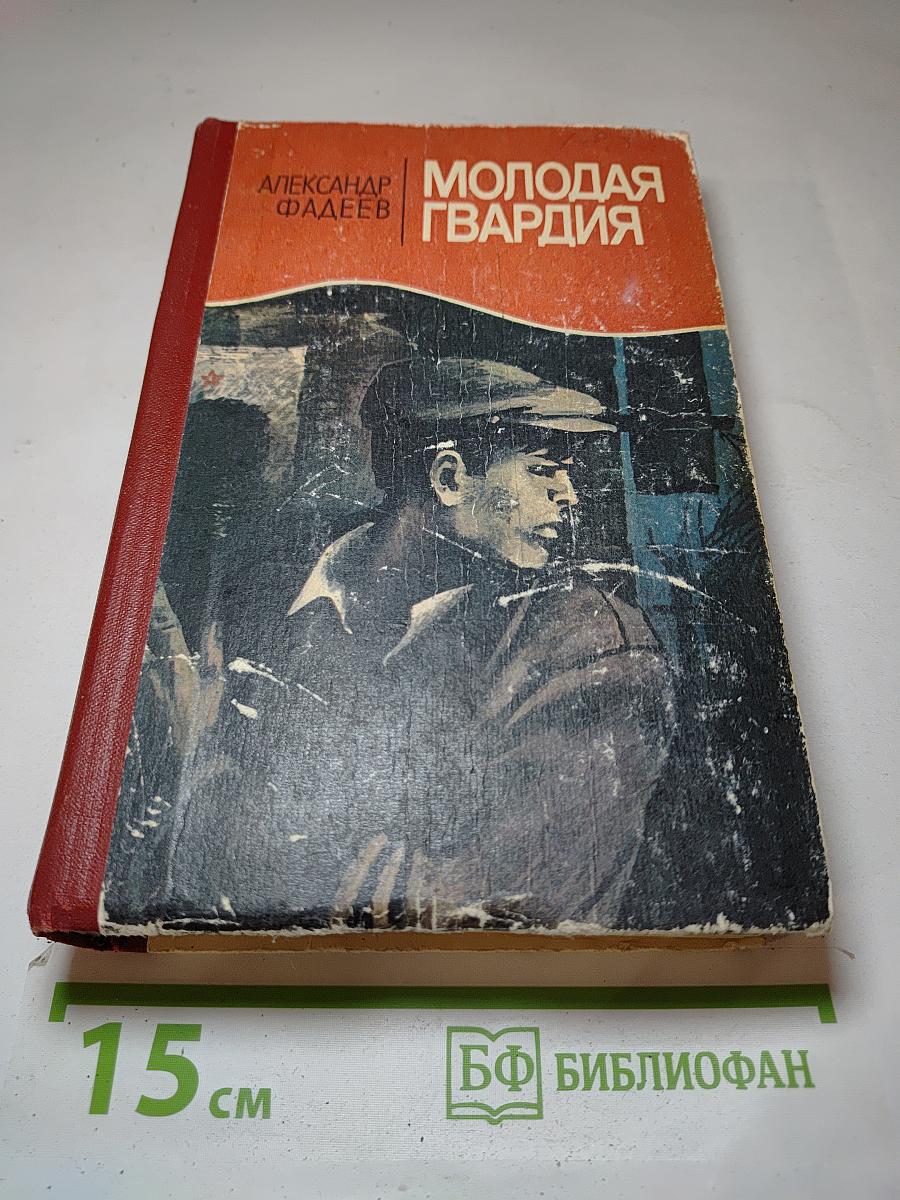 АЛЕКСАНДР
ФАДЕЕВ
МОЛОДАЯ
ГВАРДИЯ
15 см
БФ БИБЛИОФАН